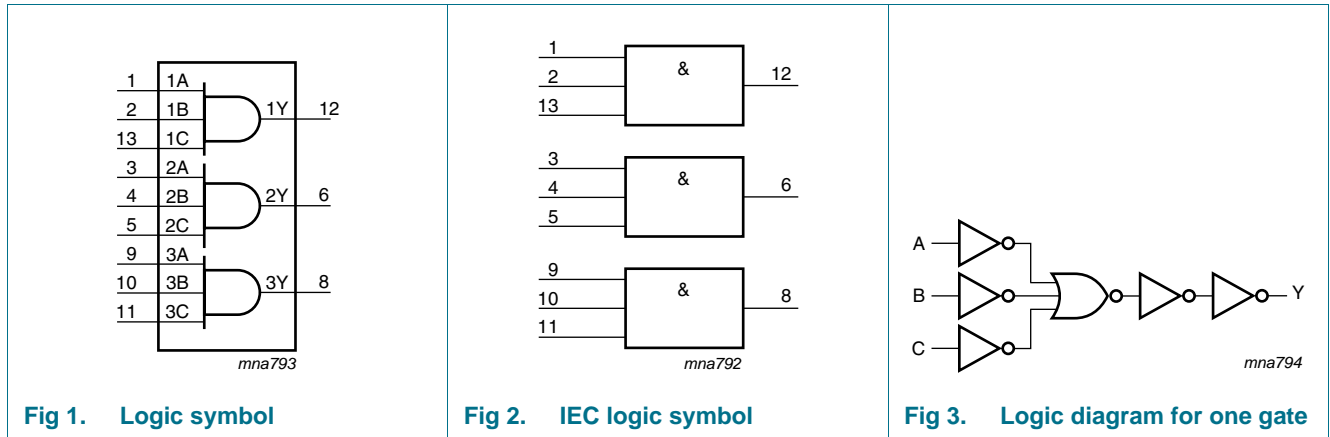 1 1A
2 1B 1Y 12
13 1C
3 2A
4 2B 2Y 6
5 2C
9 3A
10 3B 3Y 8
11 3C
mna793
Fig 1. Logic symbol
1
2 & 12
13
3
4 & 6
5
9
10 & 8
11
mna792
Fig 2. IEC logic symbol
A
B Y
C
mna794
Fig 3. Logic diagram for one gate